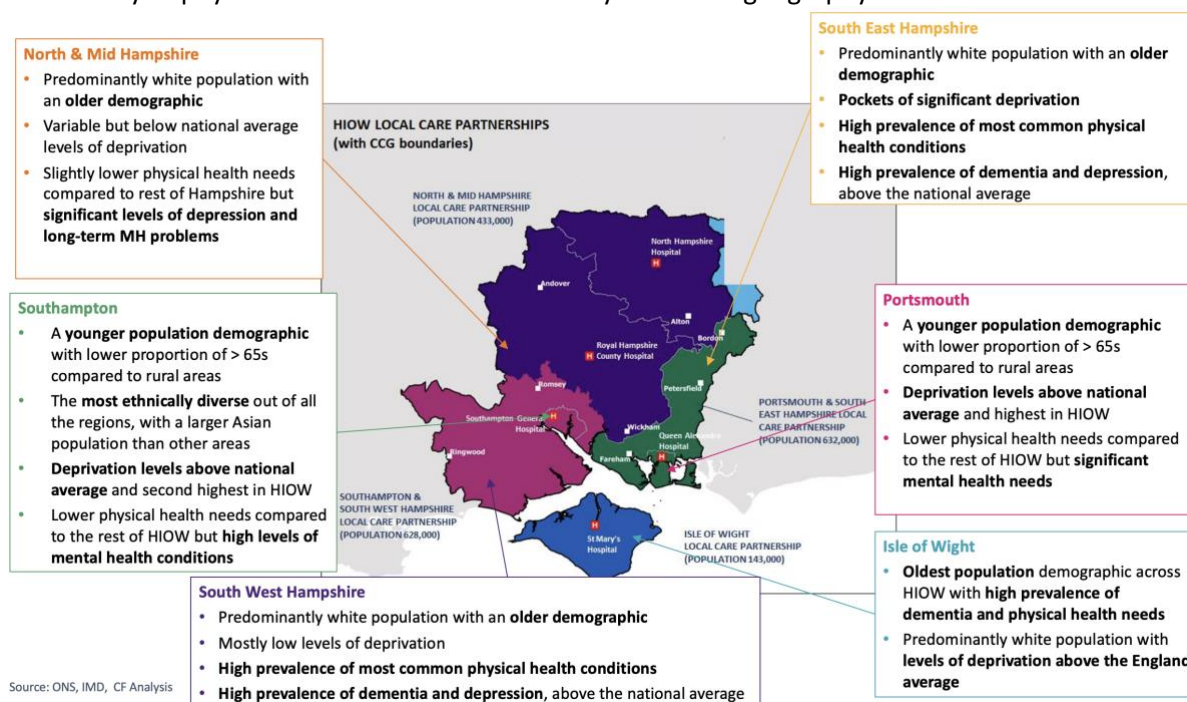 North & Mid Hampshire
• Predominantly white population with
an older demographic
• Variable but below national average
levels of deprivation
• Slightly lower physical health needs
compared to rest of Hampshire but
significant levels of depression and
long-term MH problems
South East Hampshire
• Predominantly white population with an older
demographic
• Pockets of significant deprivation
• High prevalence of most common physical
health conditions
• High prevalence of dementia and depression,
above the national average
HIOW LOCAL CARE PARTNERSHIPS
(with CCG boundaries)
NORTH & MID HAMPSHIRE
LOCAL CARE PARTNERSHIP
(POPULATION 433,000)
North Hampshire
Hospital
H
Andover
Alton
Bordon
Royal Hampshire
County Hospital
H
Romsey
Petersfield
Southampton General
Hospital
H
Wickham
Queen Alexandra
Hospital
H
Fareham
Ringwood
PORTSMOUTH & SOUTH
EAST HAMPSHIRE LOCAL
CARE PARTNERSHIP
(POPULATION 632,000)
SOUTHAMPTON &
SOUTH WEST HAMPSHIRE
LOCAL CARE PARTNERSHIP
(POPULATION 628,000)
H
St Mary's
Hospital
ISLE OF WIGHT
LOCAL CARE PARTNERSHIP
(POPULATION 143,000)
Southampton
• A younger population demographic
with lower proportion of > 65s
compared to rural areas
• The most ethnically diverse out of all
the regions, with a larger Asian
population than other areas
• Deprivation levels above national
average and second highest in HIOW
• Lower physical health needs compared
to the rest of HIOW but high levels of
mental health conditions
Portsmouth
• A younger population demographic
with lower proportion of > 65s
compared to rural areas
• Deprivation levels above national
average and highest in HIOW
• Lower physical health needs compared
to the rest of HIOW but significant
mental health needs
Isle of Wight
• Oldest population demographic across
HIOW with high prevalence of
dementia and physical health needs
• Predominantly white population with
levels of deprivation above the England
average
South West Hampshire
• Predominantly white population with an older demographic
• Mostly low levels of deprivation
• High prevalence of most common physical health conditions
• High prevalence of dementia and depression, above the national average
Source: ONS, IMD, CF Analysis